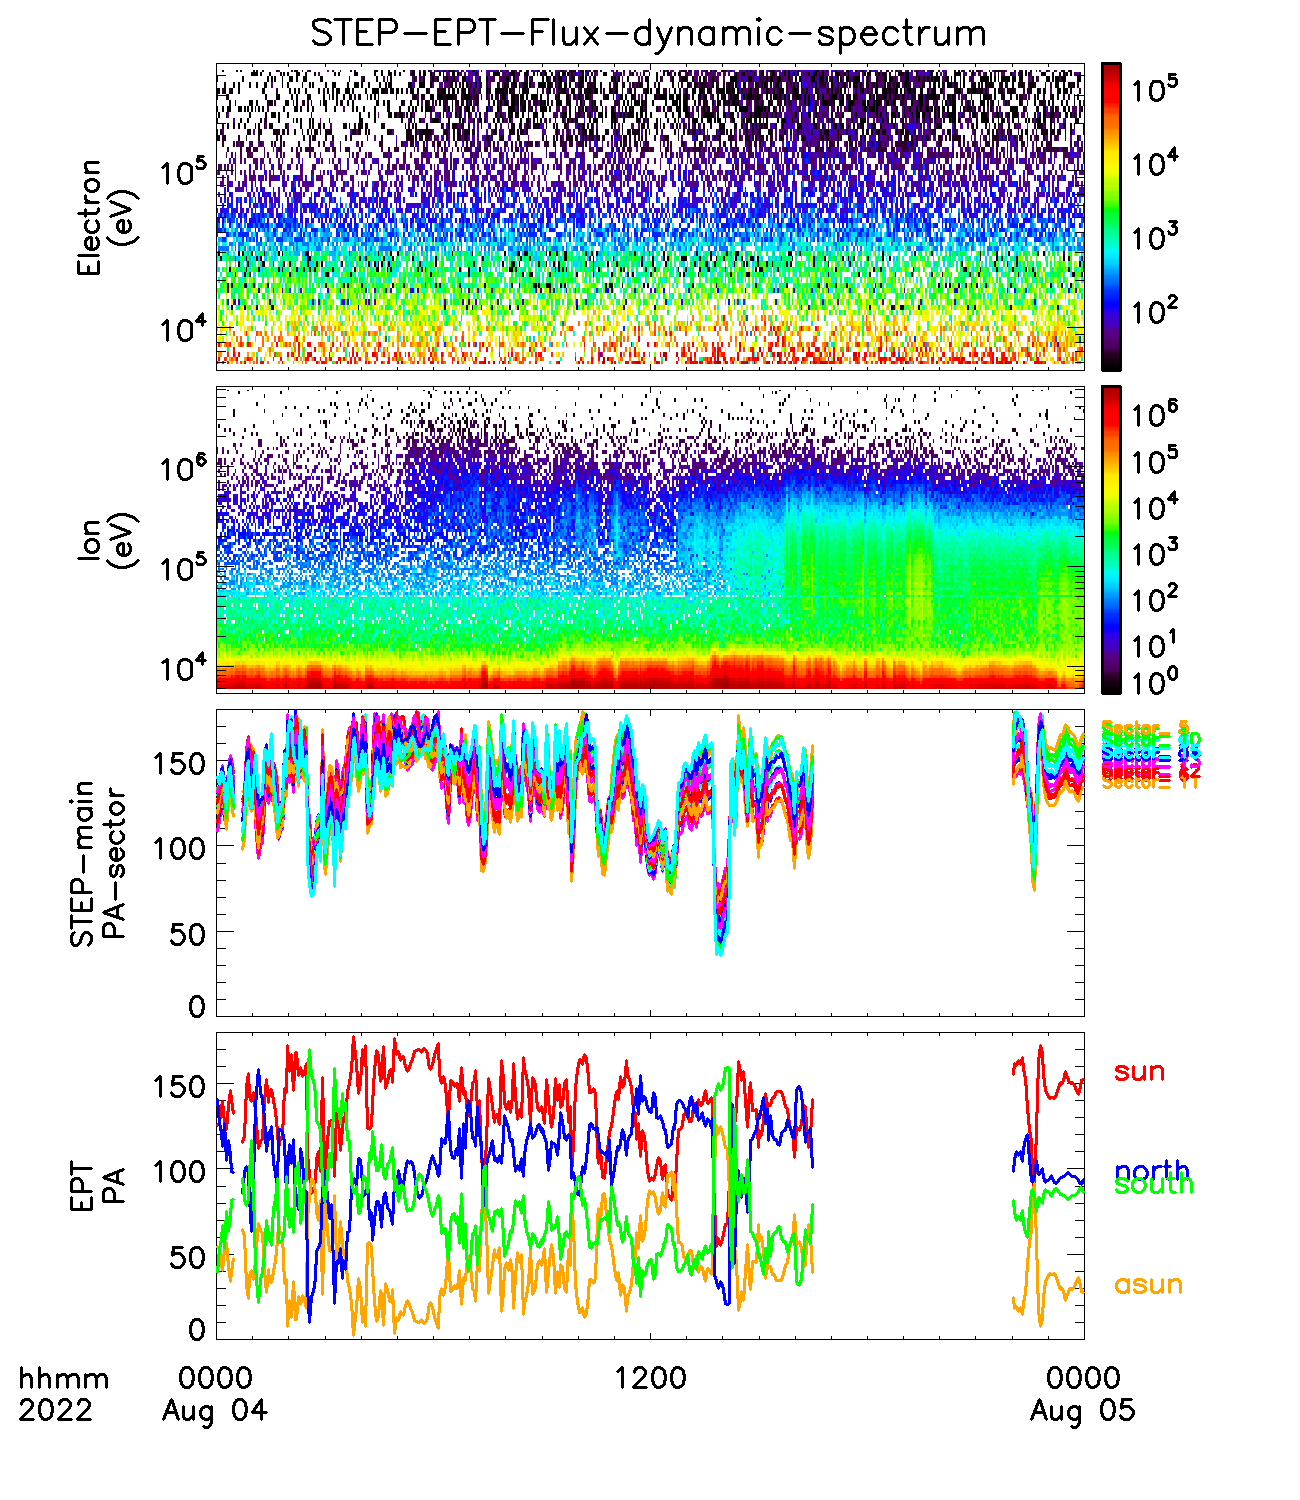 STEP-EPT-Flux-dynamic-spectrum
Electron
(eV)
10^5
10^4
10^5
10^4
10^3
10^2
Ion
(eV)
10^6
10^5
10^4
10^6
10^5
10^4
10^3
10^2
10^1
10^0
STEP-main
PA-sector
150
100
50
0
Sector= 11
EPT
PA
150
100
50
0
sun
north
south
asun
hhmm
2022
0000
Aug 04
1200
0000
Aug 05